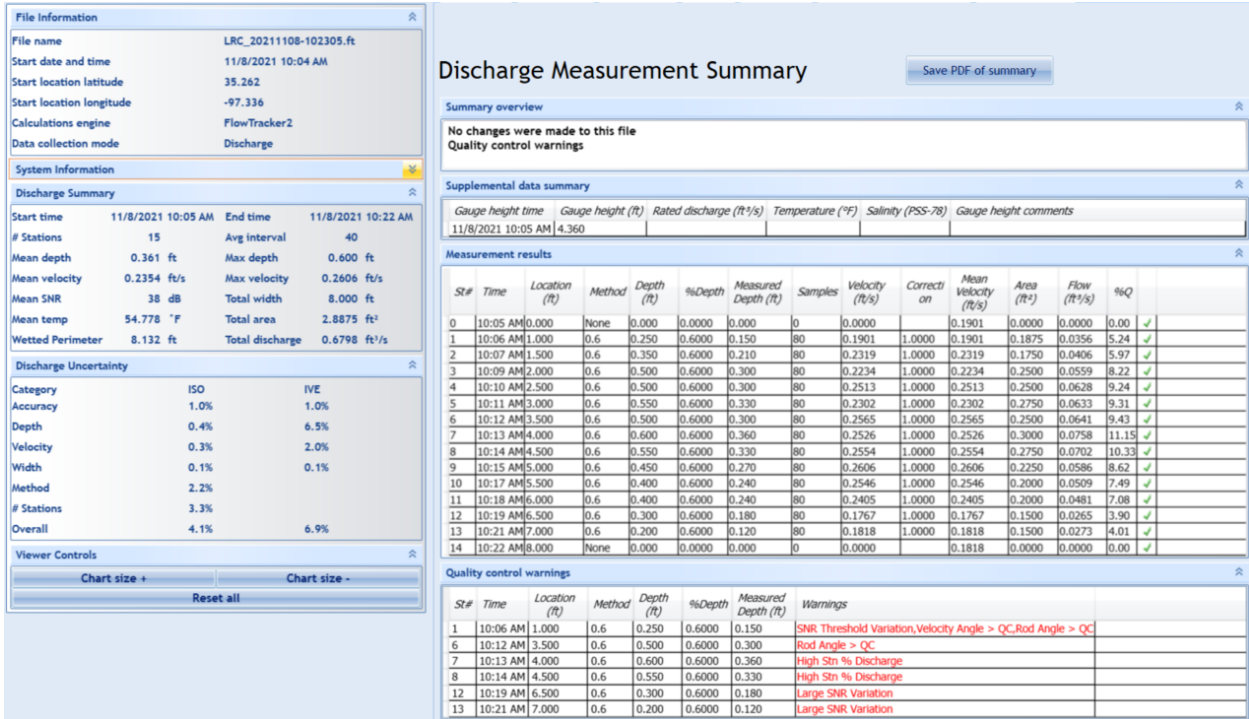 File Information
File name LRC_20211108-102305.ft
Start date and time 11/8/2021 10:04 AM
Start location latitude 35.262
Start location longitude -97.336
Calculations engine FlowTracker2
Data collection mode Discharge
System Information
Discharge Summary
Start time 11/8/2021 10:05 AM End time 11/8/2021 10:22 AM
# Stations 15 Avg interval 40
Mean depth 0.361 ft Max depth 0.600 ft
Mean velocity 0.2354 ft/s Max velocity 0.2606 ft/s
Mean SNR 38 dB Total width 8.000 ft
Mean temp 54.778 °F Total area 2.8875 ft²
Wetted Perimeter 8.132 ft Total discharge 0.6798 ft³/s
Discharge Uncertainty
Category ISO IVE
Accuracy 1.0% 1.0%
Depth 0.4% 6.5%
Velocity 0.3% 2.0%
Width 0.1% 0.1%
Method 2.2%
# Stations 3.3%
Overall 4.1% 6.9%
Viewer Controls
Chart size + Chart size -
Reset all
Discharge Measurement Summary
Save PDF of summary
Summary overview
No changes were made to this file
Quality control warnings
Supplemental data summary
Gauge height time Gauge height (ft) Rated discharge (ft³/s) Temperature (°F) Salinity (PSS-78) Gauge height comments
11/8/2021 10:05 AM 4.360
Measurement results
St# Time Location (ft) Method Depth (ft) %Depth Measured Depth (ft) Samples Velocity (ft/s) Correcti on Mean Velocity (ft/s) Area (ft²) Flow (ft³/s) %Q
0 10:05 AM 0.000 None 0.000 0.0000 0.000 0 0.0000 0.1901 0.0000 0.0000 0.00 ✓
1 10:06 AM 1.000 0.6 0.250 0.6000 0.150 80 0.1901 1.0000 0.1901 0.1875 0.0356 5.24 ✓
2 10:07 AM 1.500 0.6 0.350 0.6000 0.210 80 0.2319 1.0000 0.2319 0.1750 0.0406 5.97 ✓
3 10:09 AM 2.000 0.6 0.500 0.6000 0.300 80 0.2234 1.0000 0.2234 0.2500 0.0559 8.22 ✓
4 10:10 AM 2.500 0.6 0.500 0.6000 0.300 80 0.2513 1.0000 0.2513 0.2500 0.0628 9.24 ✓
5 10:11 AM 3.000 0.6 0.550 0.6000 0.330 80 0.2302 1.0000 0.2302 0.2750 0.0633 9.31 ✓
6 10:12 AM 3.500 0.6 0.500 0.6000 0.300 80 0.2565 1.0000 0.2565 0.2500 0.0641 9.43 ✓
7 10:13 AM 4.000 0.6 0.600 0.6000 0.360 80 0.2526 1.0000 0.2526 0.3000 0.0758 11.15 ✓
8 10:14 AM 4.500 0.6 0.550 0.6000 0.330 80 0.2554 1.0000 0.2554 0.2750 0.0702 10.33 ✓
9 10:15 AM 5.000 0.6 0.450 0.6000 0.270 80 0.2606 1.0000 0.2606 0.2250 0.0586 8.62 ✓
10 10:17 AM 5.500 0.6 0.400 0.6000 0.240 80 0.2546 1.0000 0.2546 0.2000 0.0509 7.49 ✓
11 10:18 AM 6.000 0.6 0.400 0.6000 0.240 80 0.2405 1.0000 0.2405 0.2000 0.0481 7.08 ✓
12 10:19 AM 6.500 0.6 0.300 0.6000 0.180 80 0.1767 1.0000 0.1767 0.1500 0.0265 3.90 ✓
13 10:21 AM 7.000 0.6 0.200 0.6000 0.120 80 0.1818 1.0000 0.1818 0.1500 0.0273 4.01 ✓
14 10:22 AM 8.000 None 0.000 0.0000 0.000 0 0.0000 0.1818 0.0000 0.0000 0.00 ✓
Quality control warnings
St# Time Location (ft) Method Depth (ft) %Depth Measured Depth (ft) Warnings
1 10:06 AM 1.000 0.6 0.250 0.6000 0.150 SNR Threshold Variation,Velocity Angle > QC,Rod Angle > QC
6 10:12 AM 3.500 0.6 0.500 0.6000 0.300 Rod Angle > QC
7 10:13 AM 4.000 0.6 0.600 0.6000 0.360 High Stn % Discharge
8 10:14 AM 4.500 0.6 0.550 0.6000 0.330 High Stn % Discharge
12 10:19 AM 6.500 0.6 0.300 0.6000 0.180 Large SNR Variation
13 10:21 AM 7.000 0.6 0.200 0.6000 0.120 Large SNR Variation